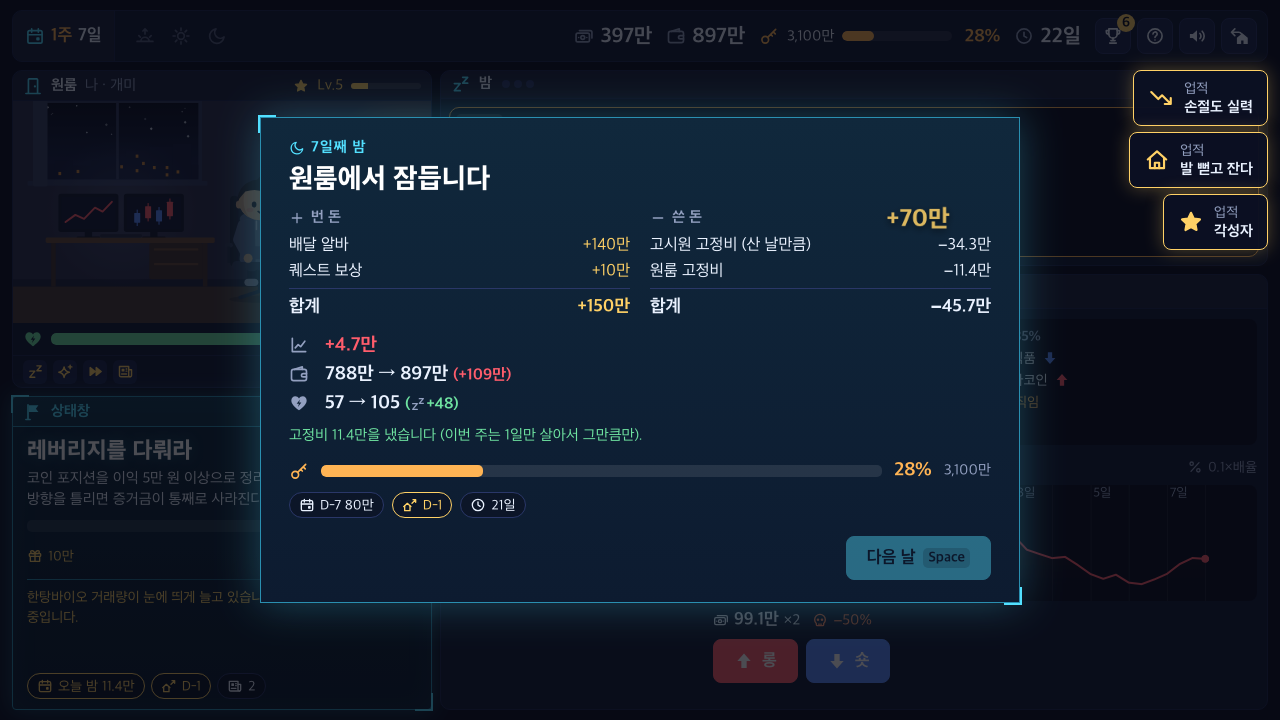 1주 7일
397만
897만
3,100만
28%
22일
6
원룸 나 · 개미
Lv.5
밤
업적
손절도 실력
업적
발 뻗고 잔다
업적
각성자
7일째 밤
원룸에서 잠듭니다
+70만
번 돈
배달 알바 +140만
퀘스트 보상 +10만
합계 +150만
쓴 돈
고시원 고정비 (산 날만큼) −34.3만
원룸 고정비 −11.4만
합계 −45.7만
+4.7만
788만 → 897만 (+109만)
57 → 105 (zz+48)
고정비 11.4만을 냈습니다 (이번 주는 1일만 살아서 그만큼만).
28% 3,100만
D-7 80만
D-1
21일
다음 날 Space
상태창
레버리지를 다뤄라
코인 포지션을 이익 5만 원 이상으로 정리
방향을 틀리면 증거금이 통째로 사라진다
10만
한탕바이오 거래량이 눈에 띄게 늘고 있습니
중입니다.
오늘 밤 11.4만
D-1
2
0.1×배율
5일
7일
99.1만 ×2
−50%
롱
숏